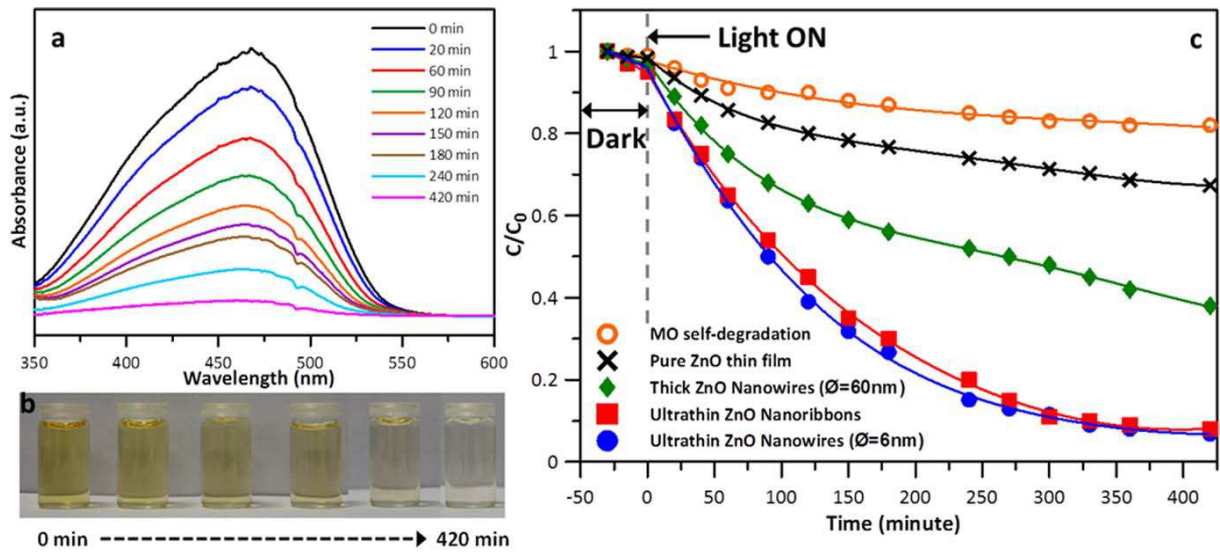 a
0 min
20 min
60 min
90 min
120 min
150 min
180 min
240 min
420 min
Absorbance (a.u.)
350 400 450 500 550 600
Wavelength (nm)
b
0 min 420 min
c
Light ON
Dark
C/C0
1
0.8
0.6
0.4
0.2
0
MO self-degradation
Pure ZnO thin film
Thick ZnO Nanowires (Ø=60nm)
Ultrathin ZnO Nanoribbons
Ultrathin ZnO Nanowires (Ø=6nm)
-50 0 50 100 150 200 250 300 350 400
Time (minute)